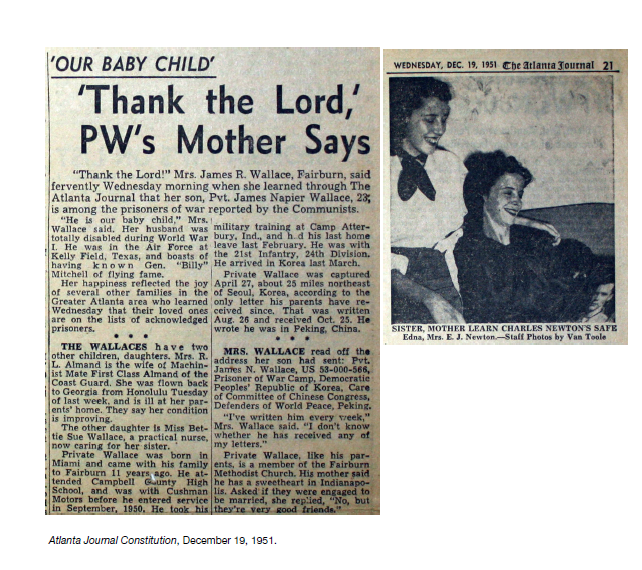 'OUR BABY CHILD'
'Thank the Lord,'
PW's Mother Says
"Thank the Lord!" Mrs. James R. Wallace, Fairburn, said
fervently Wednesday morning when she learned through The
Atlanta Journal that her son, Pvt. James Napier Wallace, 23,
is among the prisoners of war reported by the Communists.
"He is our baby child," Mrs.
Wallace said. Her husband was
totally disabled during World War
I. He was in the Air Force at
Kelly Field, Texas, and boasts of
having known Gen. "Billy"
Mitchell of flying fame.
Her happiness reflected the joy
of several other families in the
Greater Atlanta area who learned
Wednesday that their loved ones
are on the lists of acknowledged
prisoners.
* * *
THE WALLACES have two
other children, daughters. Mrs. R.
L. Almand is the wife of Machin-
ist Mate First Class Almand of the
Coast Guard. She was flown back
to Georgia from Honolulu Tuesday
of last week, and is ill at her par-
ents' home. They say her condition
is improving.
The other daughter is Miss Bet-
tie Sue Wallace, a practical nurse,
now caring for her sister.
Private Wallace was born in
Miami and came with his family
to Fairburn 11 years ago. He at-
tended Campbell County High
School, and was with Cushman
Motors before he entered service
in September, 1950. He took his
military training at Camp Atter-
bury, Ind., and h d his last home
leave last February. He was with
the 21st Infantry, 24th Division.
He arrived in Korea last March.
Private Wallace was captured
April 27, about 25 miles northeast
of Seoul, Korea, according to the
only letter his parents have re-
ceived since. That was written
Aug. 26 and received Oct. 25. He
wrote he was in Peking, China.
* * *
MRS. WALLACE read off the
address her son had sent: Pvt.
James N. Wallace, US 53-000-566,
Prisoner of War Camp, Democratic
Peoples' Republic of Korea, Care
of Committee of Chinese Congress,
Defenders of World Peace, Peking.
"I've written him every week,"
Mrs. Wallace said. "I don't know
whether he has received any of
my letters."
Private Wallace, like his par-
ents, is a member of the Fairburn
Methodist Church. His mother said
he has a sweetheart in Indianapo-
lis. Asked if they were engaged to
be married, she replied, "No, but
they're very good friends."
WEDNESDAY, DEC. 19, 1951 The Atlanta Journal 21
SISTER, MOTHER LEARN CHARLES NEWTON'S SAFE
Edna, Mrs. E. J. Newton.—Staff Photos by Van Toole
Atlanta Journal Constitution, December 19, 1951.